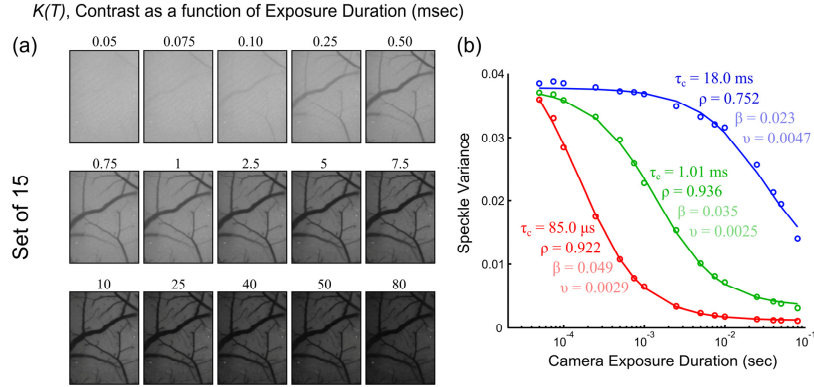 K(T), Contrast as a function of Exposure Duration (msec)
(a)
Set of 15
0.05 0.075 0.10 0.25 0.50
0.75 1 2.5 5 7.5
10 25 40 50 80
(b)
Speckle Variance
0.04
0.03
0.02
0.01
0
τc = 18.0 ms
ρ = 0.752
β = 0.023
υ = 0.0047
τc = 1.01 ms
ρ = 0.936
β = 0.035
υ = 0.0025
τc = 85.0 µs
ρ = 0.922
β = 0.049
υ = 0.0029
10-4 10-3 10-2 10-1
Camera Exposure Duration (sec)